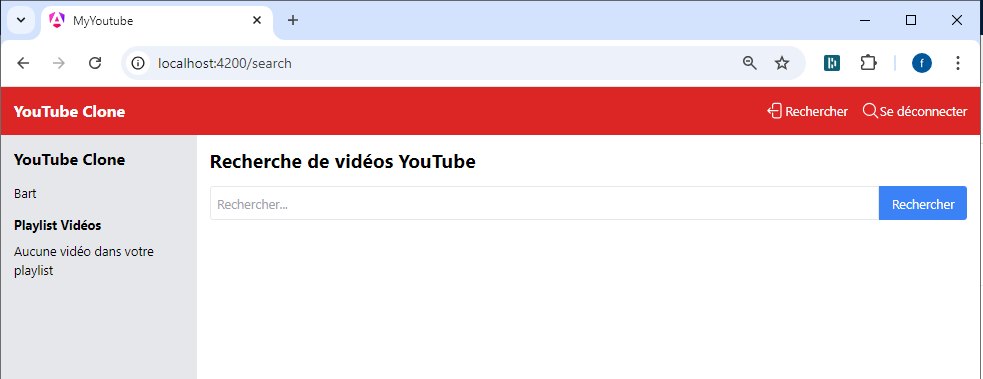 MyYoutube
localhost:4200/search
f
YouTube Clone
Rechercher
Se déconnecter
YouTube Clone
Bart
Playlist Vidéos
Aucune vidéo dans votre
playlist
Recherche de vidéos YouTube
Rechercher...
Rechercher